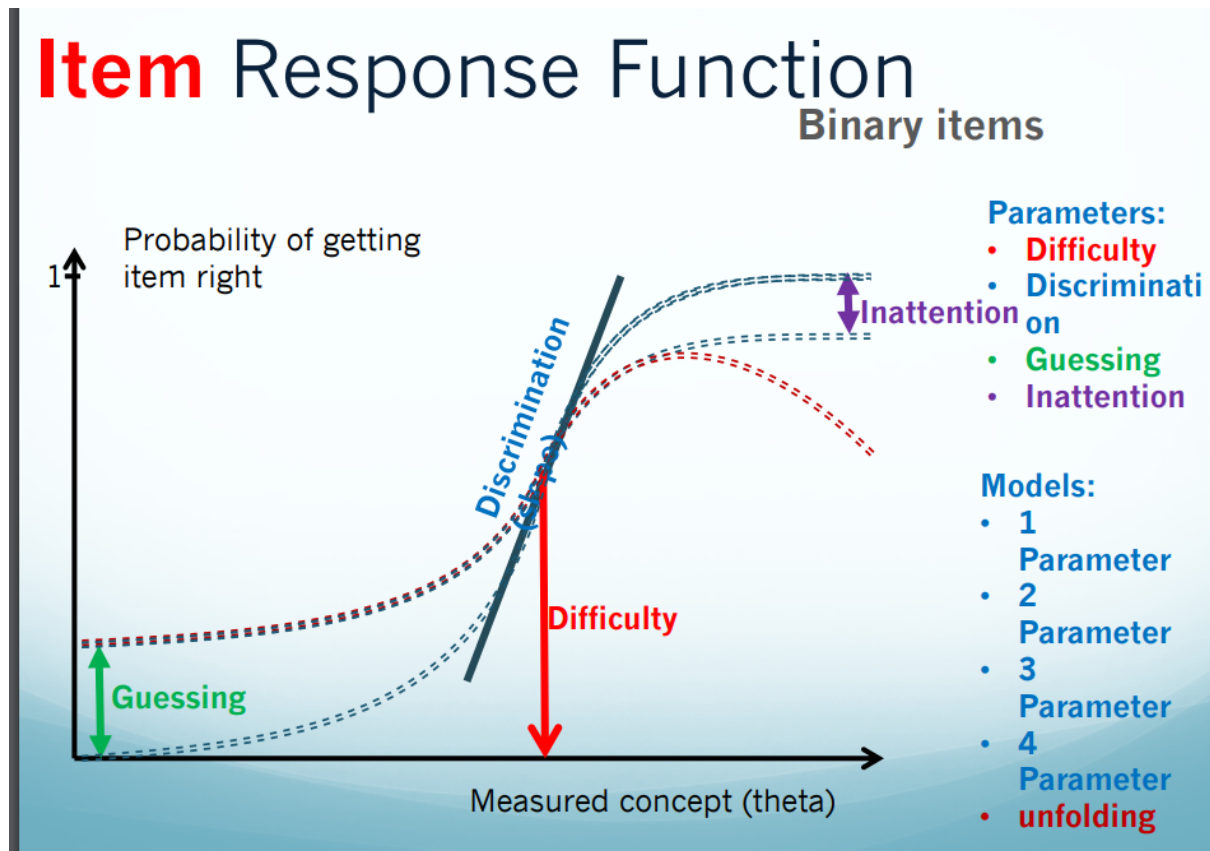 Item Response Function
Binary items
Probability of getting
item right
1
Discrimination
(slope)
Inattention
Difficulty
Guessing
Measured concept (theta)
Parameters:
• Difficulty
• Discriminati
on
• Guessing
• Inattention
Models:
• 1
Parameter
• 2
Parameter
• 3
Parameter
• 4
Parameter
• unfolding